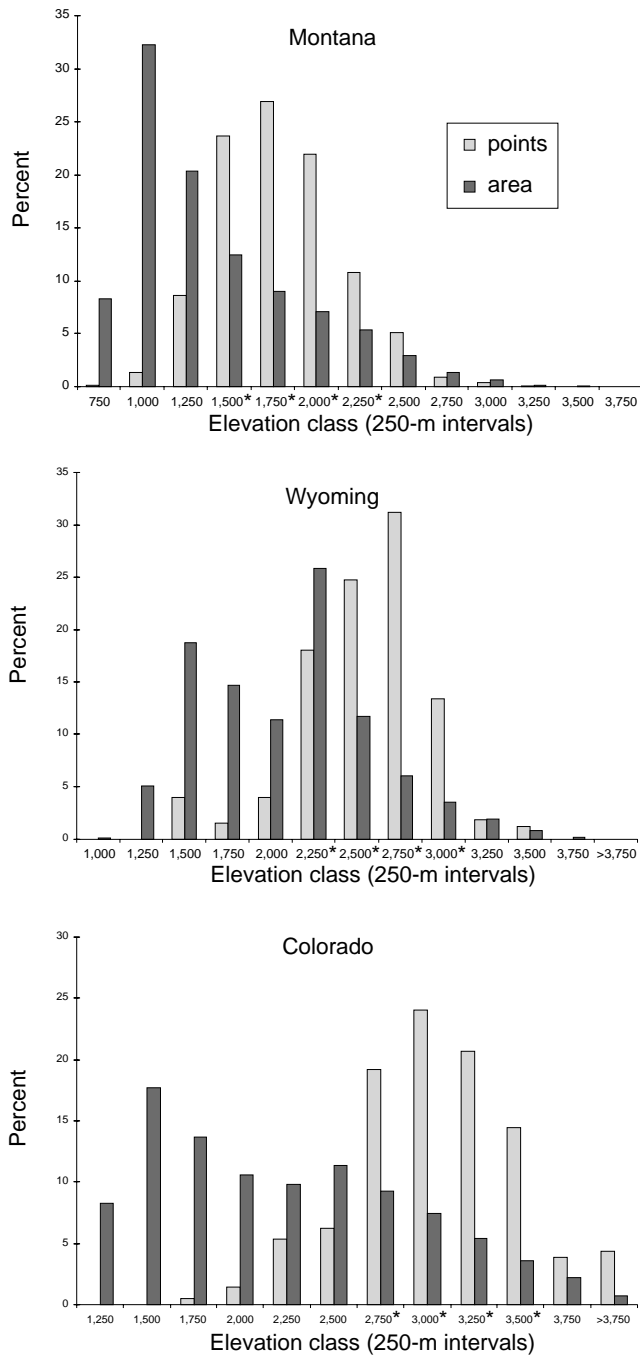 Montana
35
30
25
20
15
10
5
0
Percent
points
area
750 1,000 1,250 1,500* 1,750* 2,000* 2,250* 2,500 2,750 3,000 3,250 3,500 3,750
Elevation class (250-m intervals)
Wyoming
35
30
25
20
15
10
5
0
Percent
1,000 1,250 1,500 1,750 2,000 2,250* 2,500* 2,750* 3,000* 3,250 3,500 3,750 >3,750
Elevation class (250-m intervals)
Colorado
30
25
20
15
10
5
0
Percent
1,250 1,500 1,750 2,000 2,250 2,500 2,750* 3,000* 3,250* 3,500* 3,750 >3,750
Elevation class (250-m intervals)